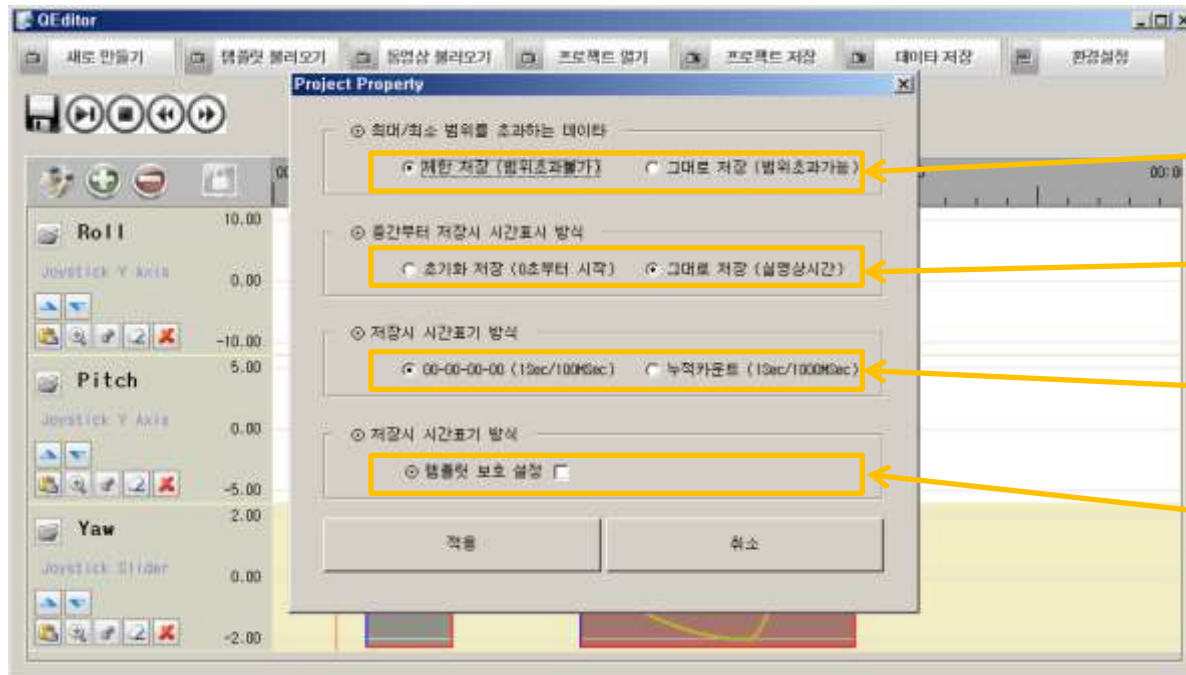 QEditor
새로 만들기 템플릿 불러오기 동영상 불러오기 프로젝트 열기 프로젝트 저장 데이타 저장 환경설정
Project Property
최대/최소 범위를 초과하는 데이타
제한 저장 (범위초과불가) 그대로 저장 (범위초과가능)
00:0
Roll
10.00
Joystick Y Axis
0.00
-10.00
중간부터 저장시 시간표시 방식
초기화 저장 (0초부터 시작) 그대로 저장 (실영상시간)
저장시 시간표기 방식
00-00-00-00 (1Sec/100MSec) 누적카운트 (1Sec/1000MSec)
Pitch
5.00
Joystick Y Axis
0.00
-5.00
저장시 시간표기 방식
템플릿 보호 설정
Yaw
2.00
Joystick Slider
0.00
-2.00
적용 취소